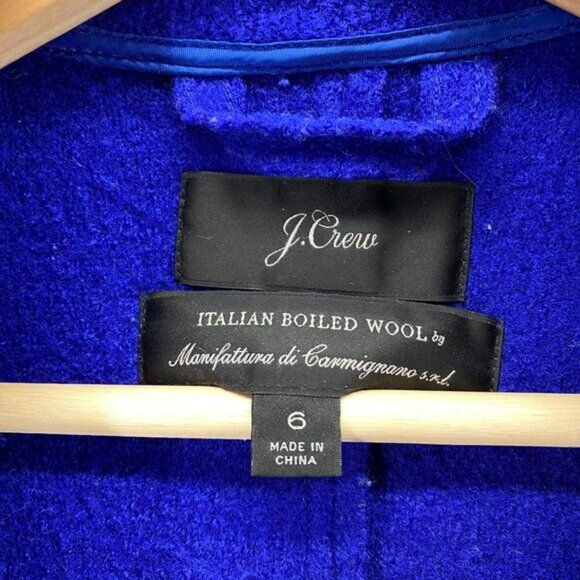 J.Crew
ITALIAN BOILED WOOL by
Manifattura di Carmignano s.r.l.
6
MADE IN
CHINA